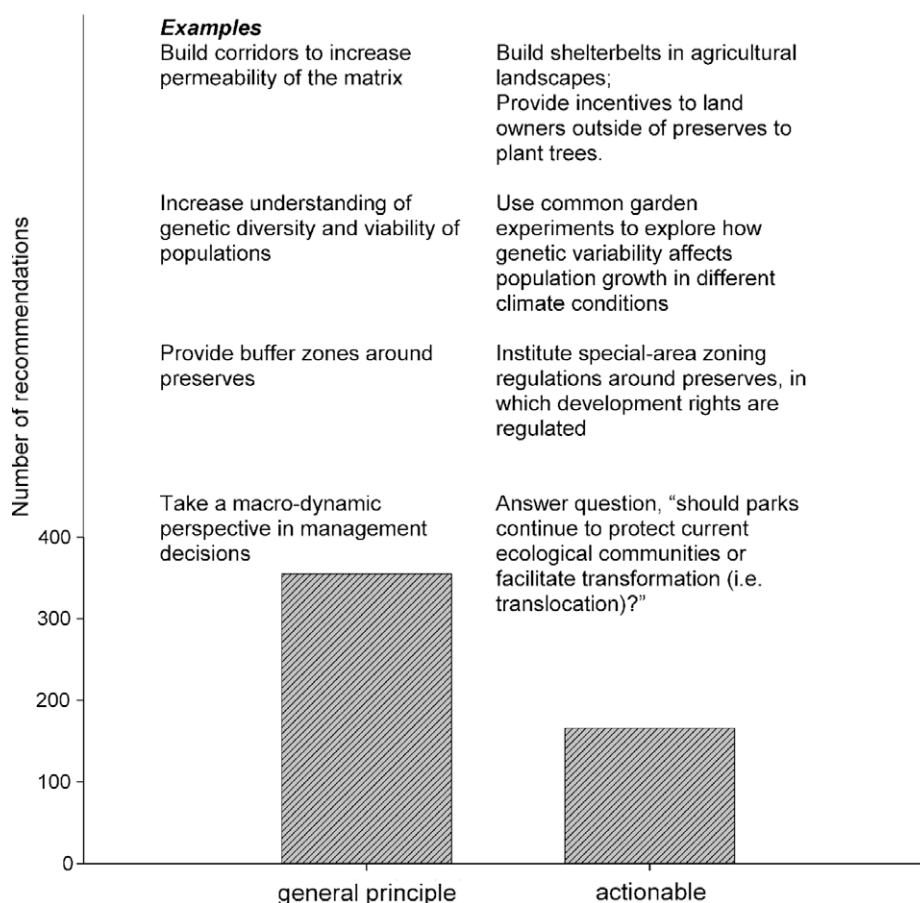 Examples
Build corridors to increase
permeability of the matrix
Build shelterbelts in agricultural
landscapes;
Provide incentives to land
owners outside of preserves to
plant trees.
Increase understanding of
genetic diversity and viability of
populations
Use common garden
experiments to explore how
genetic variability affects
population growth in different
climate conditions
Provide buffer zones around
preserves
Institute special-area zoning
regulations around preserves, in
which development rights are
regulated
Take a macro-dynamic
perspective in management
decisions
Answer question, “should parks
continue to protect current
ecological communities or
facilitate transformation (i.e.
translocation)?”
Number of recommendations
400
300
200
100
0
general principle
actionable